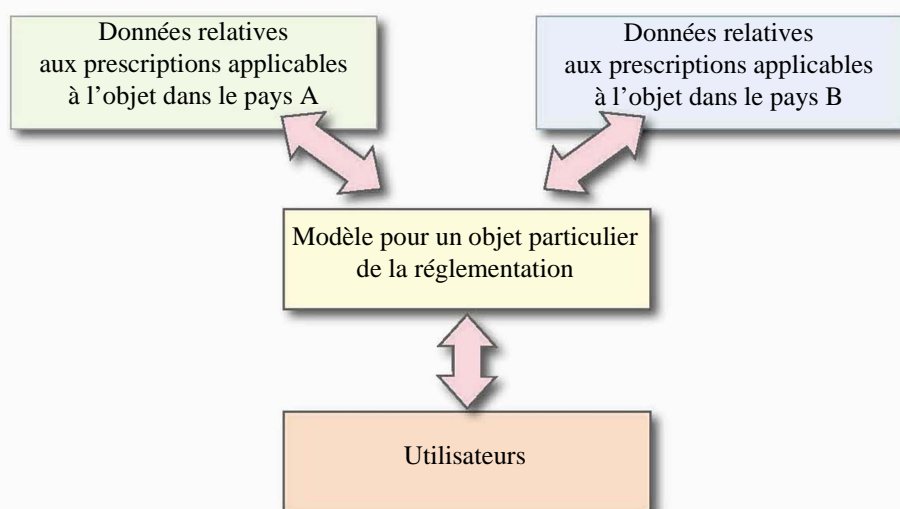 Données relatives
aux prescriptions applicables
à l’objet dans le pays A
Données relatives
aux prescriptions applicables
à l’objet dans le pays B
Modèle pour un objet particulier
de la réglementation
Utilisateurs